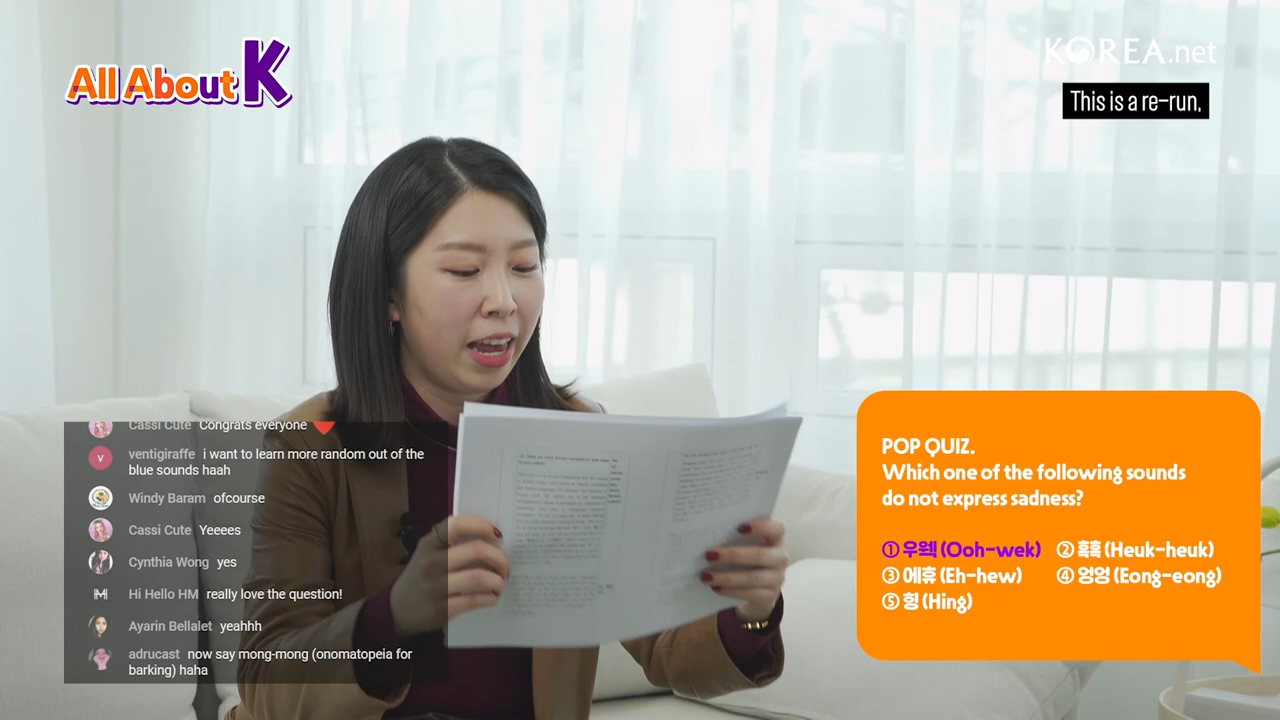 All About K
KOREA.net
This is a re-run.
Cassi Cute Congrats everyone
ventigiraffe i want to learn more random out of the
blue sounds haah
Windy Baram ofcourse
Cassi Cute Yeeees
Cynthia Wong yes
Hi Hello HM really love the question!
Ayarin Bellalet yeahhh
adrucast now say mong-mong (onomatopeia for
barking) haha
POP QUIZ.
Which one of the following sounds
do not express sadness?
① 우웩 (Ooh-wek) ② 흑흑 (Heuk-heuk)
③ 에휴 (Eh-hew) ④ 엉엉 (Eong-eong)
⑤ 힝 (Hing)